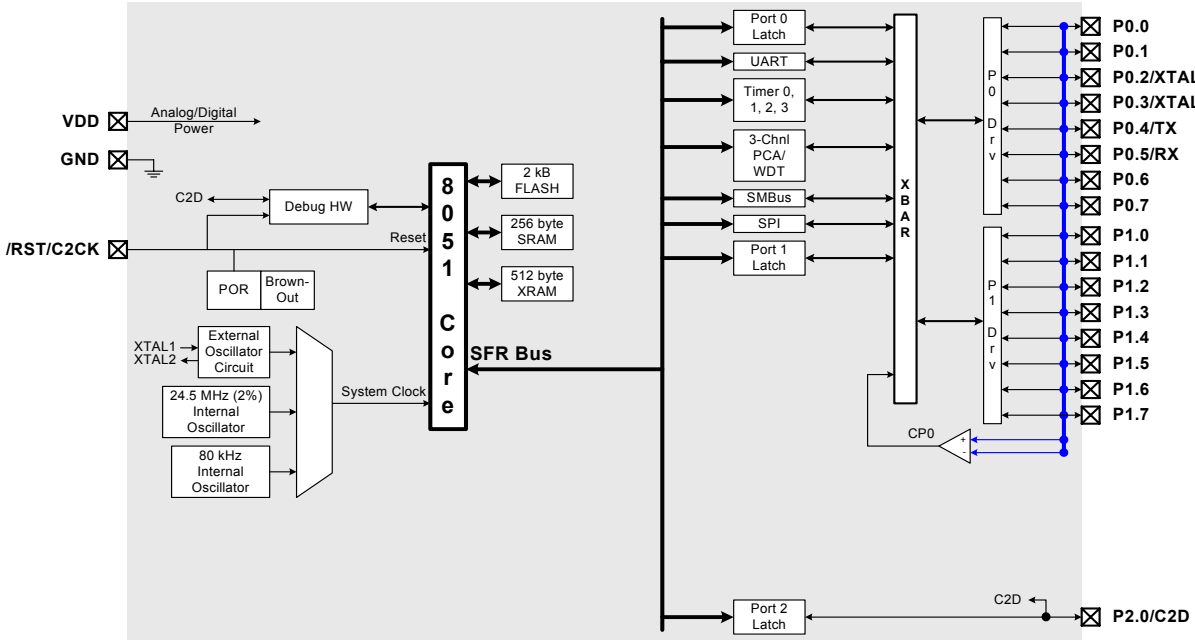 VDD
Analog/Digital
Power
GND
C2D
Debug HW
/RST/C2CK
Reset
POR
Brown-
Out
XTAL1
XTAL2
External
Oscillator
Circuit
24.5 MHz (2%)
Internal
Oscillator
80 kHz
Internal
Oscillator
System Clock
8
0
5
1
C
o
r
e
2 kB
FLASH
256 byte
SRAM
512 byte
XRAM
SFR Bus
Port 0
Latch
UART
Timer 0,
1, 2, 3
3-Chnl
PCA/
WDT
SMBus
SPI
Port 1
Latch
Port 2
Latch
X
B
A
R
CP0
+
-
P
0
D
r
v
P
1
D
r
v
P0.0
P0.1
P0.2/XTAL
P0.3/XTAL
P0.4/TX
P0.5/RX
P0.6
P0.7
P1.0
P1.1
P1.2
P1.3
P1.4
P1.5
P1.6
P1.7
C2D
P2.0/C2D